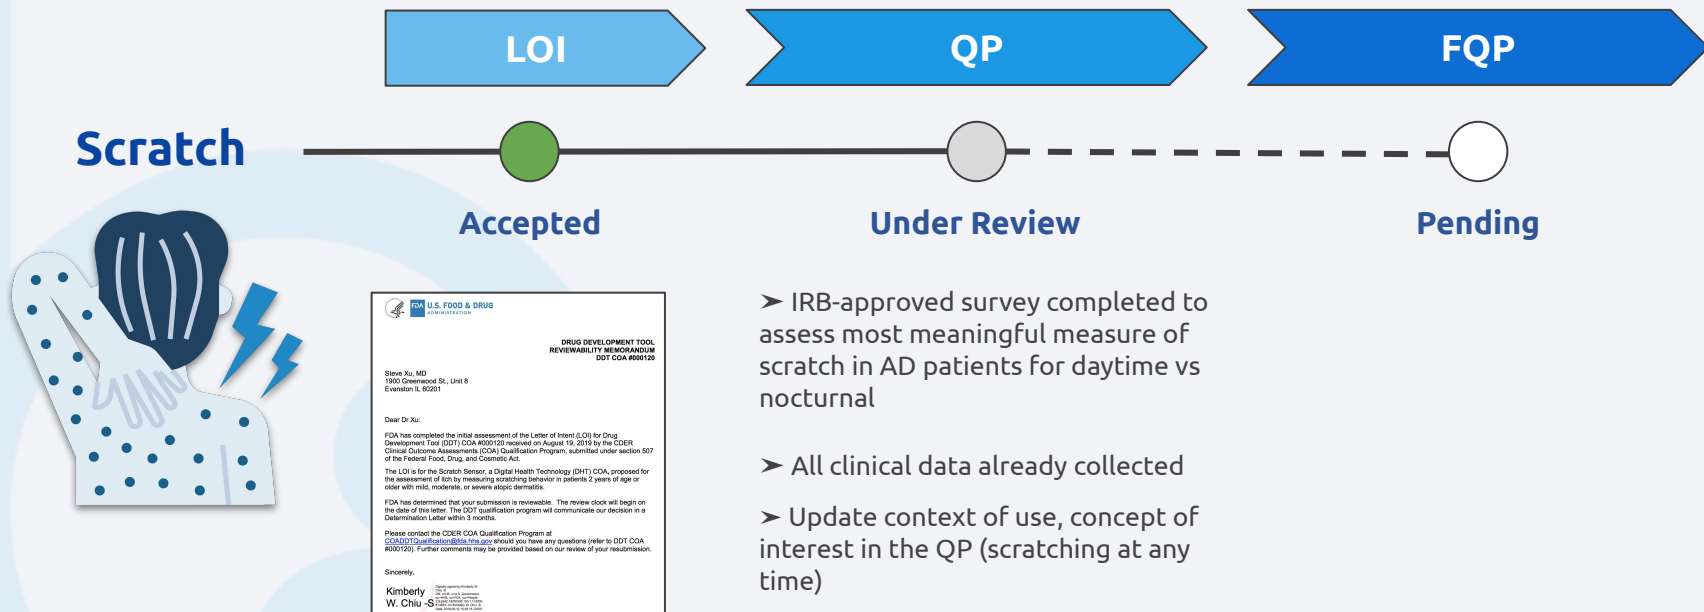 LOI
QP
FQP
Scratch
Accepted
Under Review
Pending
U.S. FOOD & DRUG
ADMINISTRATION
FDA
DRUG DEVELOPMENT TOOL
REVIEWABILITY MEMORANDUM
DDT COA #000120
Steve Xu, MD
1900 Greenwood St., Unit 8
Evanston IL 60201
Dear Dr Xu:
FDA has completed the initial assessment of the Letter of Intent (LOI) for Drug
Development Tool (DDT) COA #000120 received on August 19, 2019 by the CDER
Clinical Outcome Assessments (COA) Qualification Program, submitted under section 507
of the Federal Food, Drug, and Cosmetic Act.
The LOI is for the Scratch Sensor, a Digital Health Technology (DHT) COA, proposed for
the assessment of itch by measuring scratching behavior in patients 2 years of age or
older with mild, moderate, or severe atopic dermatitis.
FDA has determined that your submission is reviewable. The review clock will begin on
the date of this letter. The DDT qualification program will communicate our decision in a
Determination Letter within 3 months.
Please contact the CDER COA Qualification Program at
COADDTQualification@fda.hhs.gov should you have any questions (refer to DDT COA
#000120). Further comments may be provided based on our review of your resubmission.
Sincerely,
Kimberly
W. Chiu -S
➤ IRB-approved survey completed to
assess most meaningful measure of
scratch in AD patients for daytime vs
nocturnal
➤ All clinical data already collected
➤ Update context of use, concept of
interest in the QP (scratching at any
time)